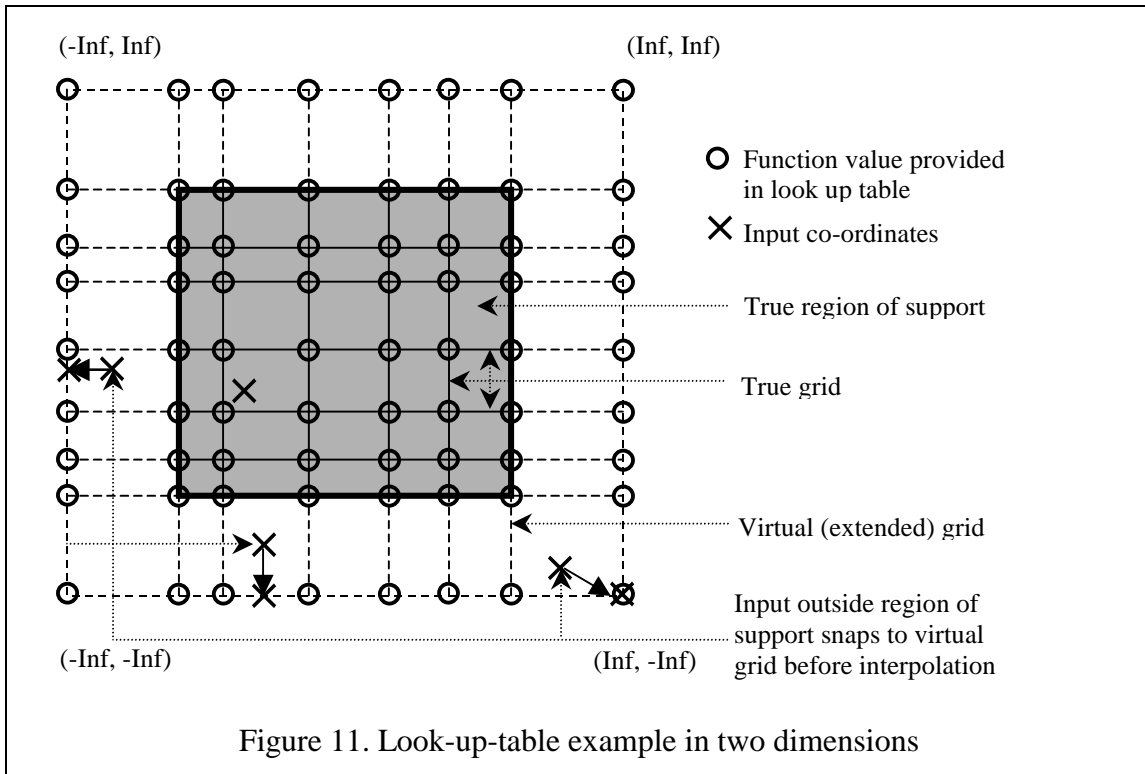 (-Inf, Inf)
(Inf, Inf)
Function value provided
in look up table
Input co-ordinates
True region of support
True grid
Virtual (extended) grid
Input outside region of
support snaps to virtual
grid before interpolation
(-Inf, -Inf)
(Inf, -Inf)
Figure 11. Look-up-table example in two dimensions